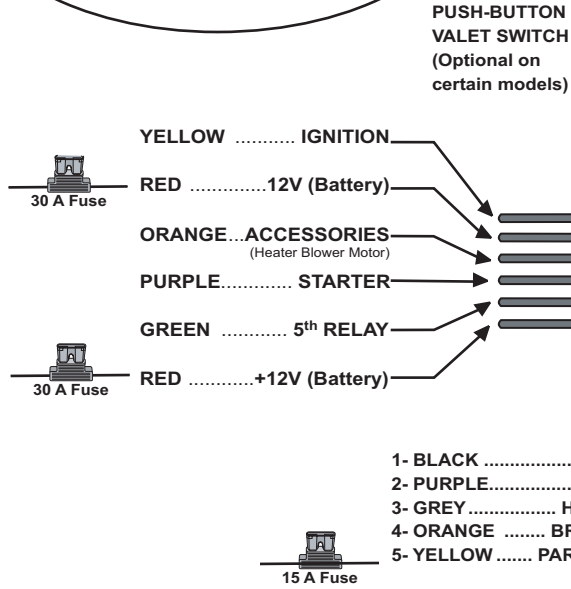 PUSH-BUTTON
VALET SWITCH
(Optional on
certain models)
YELLOW ........... IGNITION
30 A Fuse
RED ..............12V (Battery)
ORANGE...ACCESSORIES
(Heater Blower Motor)
PURPLE............. STARTER
GREEN ............ 5th RELAY
30 A Fuse
RED ............+12V (Battery)
1- BLACK .................
2- PURPLE................
3- GREY ................. H
4- ORANGE ........ BR
5- YELLOW ....... PAR
15 A Fuse